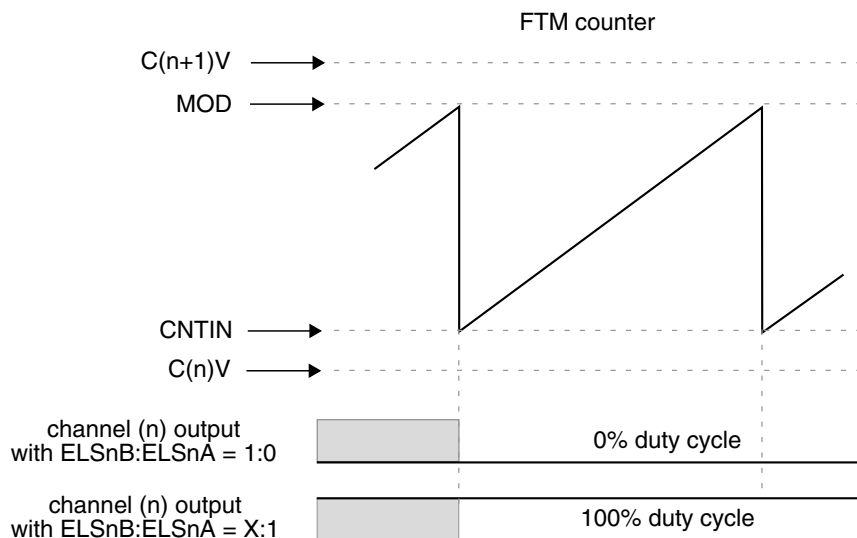 FTM counter
C(n+1)V
MOD
CNTIN
C(n)V
channel (n) output
with ELSnB:ELSnA = 1:0
0% duty cycle
channel (n) output
with ELSnB:ELSnA = X:1
100% duty cycle